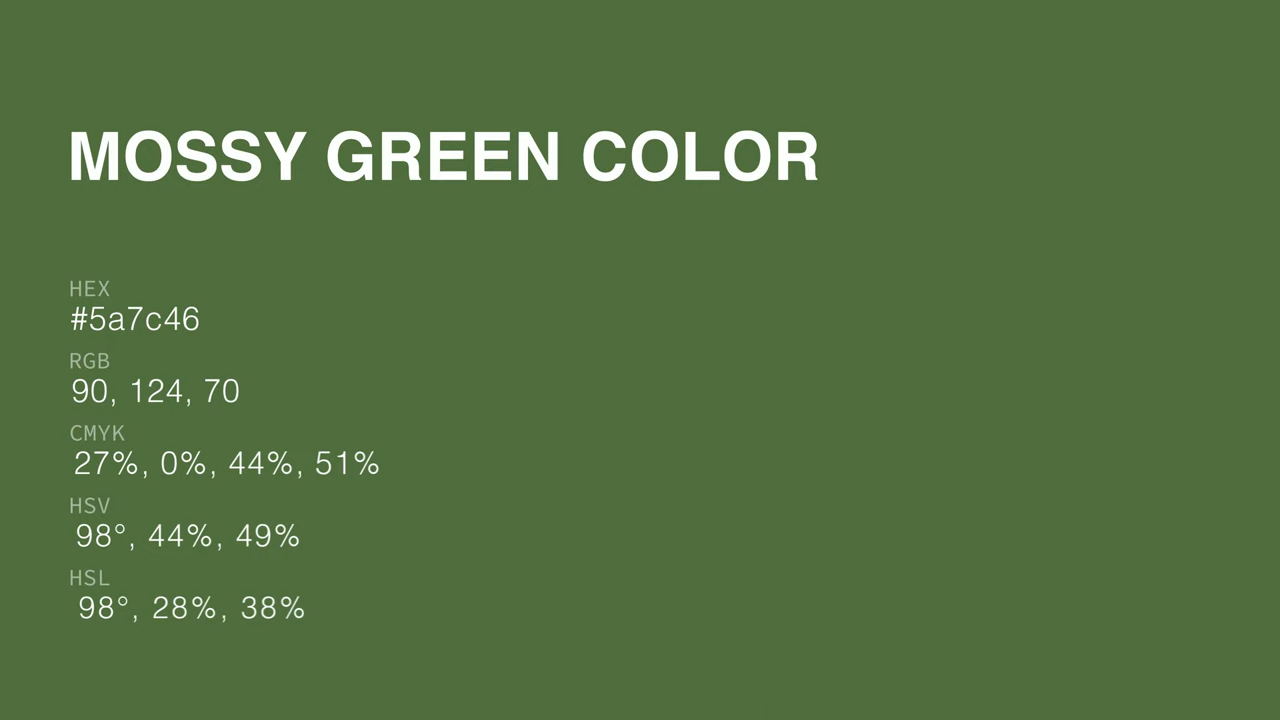 MOSSY GREEN COLOR
HEX
#5a7c46
RGB
90, 124, 70
CMYK
27%, 0%, 44%, 51%
HSV
98°, 44%, 49%
HSL
98°, 28%, 38%